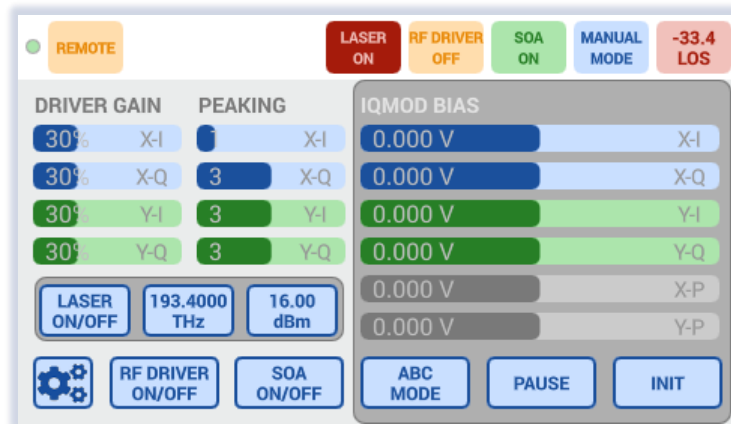 REMOTE
LASER ON
RF DRIVER OFF
SOA ON
MANUAL MODE
-33.4 LOS
DRIVER GAIN
PEAKING
IQMOD BIAS
30% X-I
X-I
0.000 V X-I
30% X-Q
3 X-Q
0.000 V X-Q
30% Y-I
3 Y-I
0.000 V Y-I
30% Y-Q
3 Y-Q
0.000 V Y-Q
0.000 V X-P
0.000 V Y-P
LASER ON/OFF
193.4000 THz
16.00 dBm
RF DRIVER ON/OFF
SOA ON/OFF
ABC MODE
PAUSE
INIT